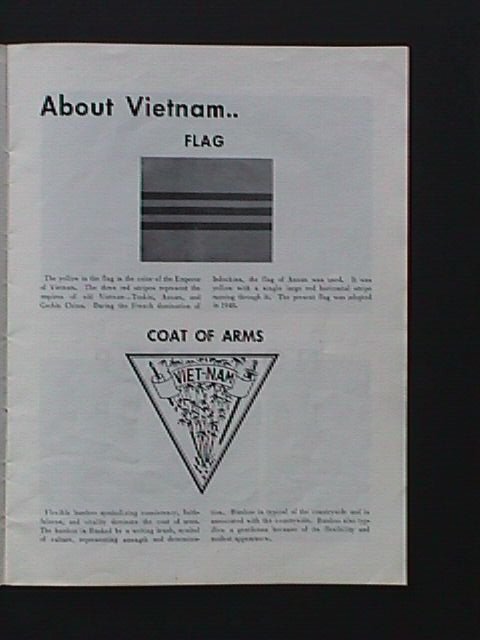 About Vietnam..
FLAG
The yellow in the flag is the color of the Emperor
of Vietnam. The three red stripes represent the
regions of old Vietnam—Tonkin, Annam, and
Cochin China. During the French domination of
Indochina, the flag of Annam was used. It was
yellow with a single large red horizontal stripe
running through it. The present flag was adopted
in 1948.
COAT OF ARMS
VIET-NAM
Flexible bamboo symbolizing consistency, faith-
fulness, and vitality dominate the coat of arms.
The bamboo is flanked by a writing brush, symbol
of culture, representing strength and determina-
tion. Bamboo is typical of the countryside and is
associated with the countryside. Bamboo also typ-
ifies a gentleman because of its flexibility and
modest appearance.